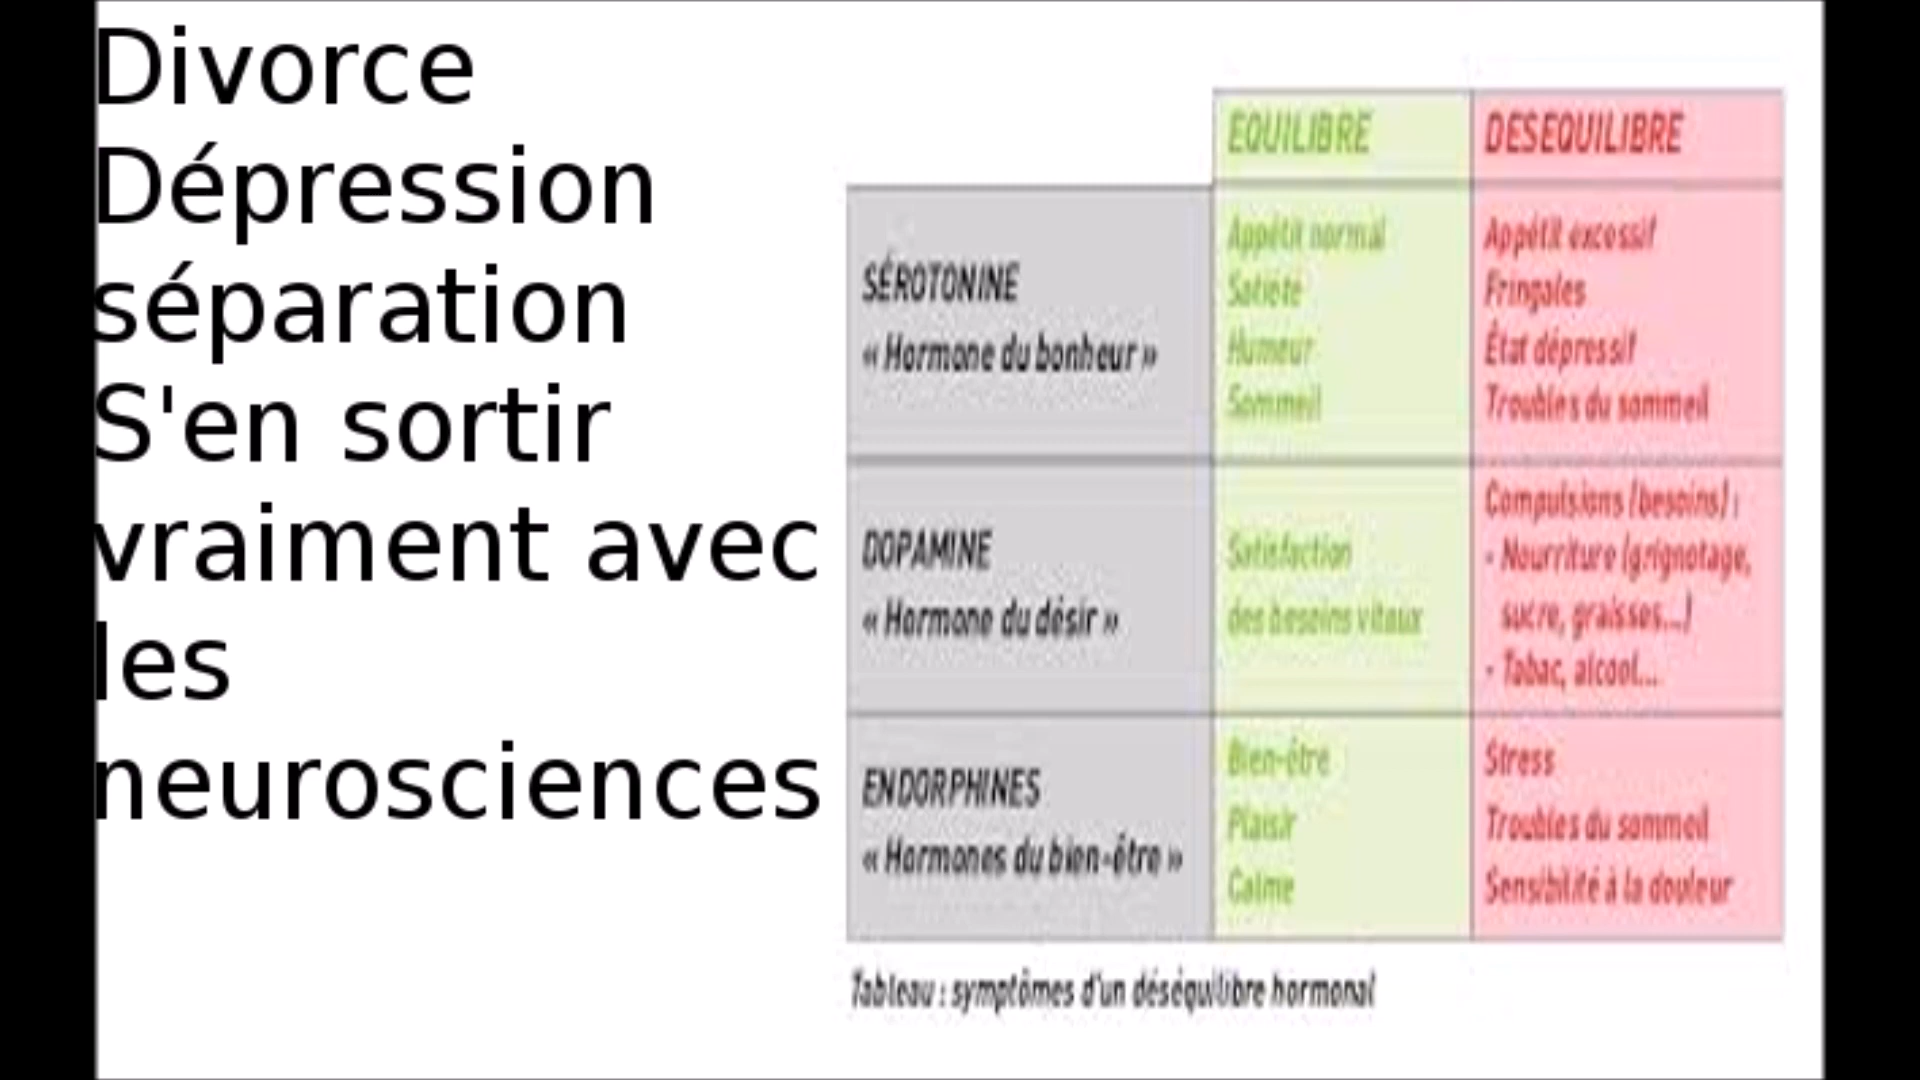 Divorce
Dépression
séparation
S'en sortir
vraiment avec
les
neurosciences
EQUILIBRE
DESEQUILIBRE
SÉROTONINE
« Hormone du bonheur »
Appétit normal
Satiété
Humeur
Sommeil
Appétit excessif
Fringales
État dépressif
Troubles du sommeil
DOPAMINE
« Hormone du désir »
Satisfaction
des besoins vitaux
Compulsions (besoins) :
- Nourriture (grignotage,
sucre, graisses...)
- Tabac, alcool...
ENDORPHINES
« Hormones du bien-être »
Bien-être
Plaisir
Calme
Stress
Troubles du sommeil
Sensibilité à la douleur
Tableau : symptômes d'un déséquilibre hormonal